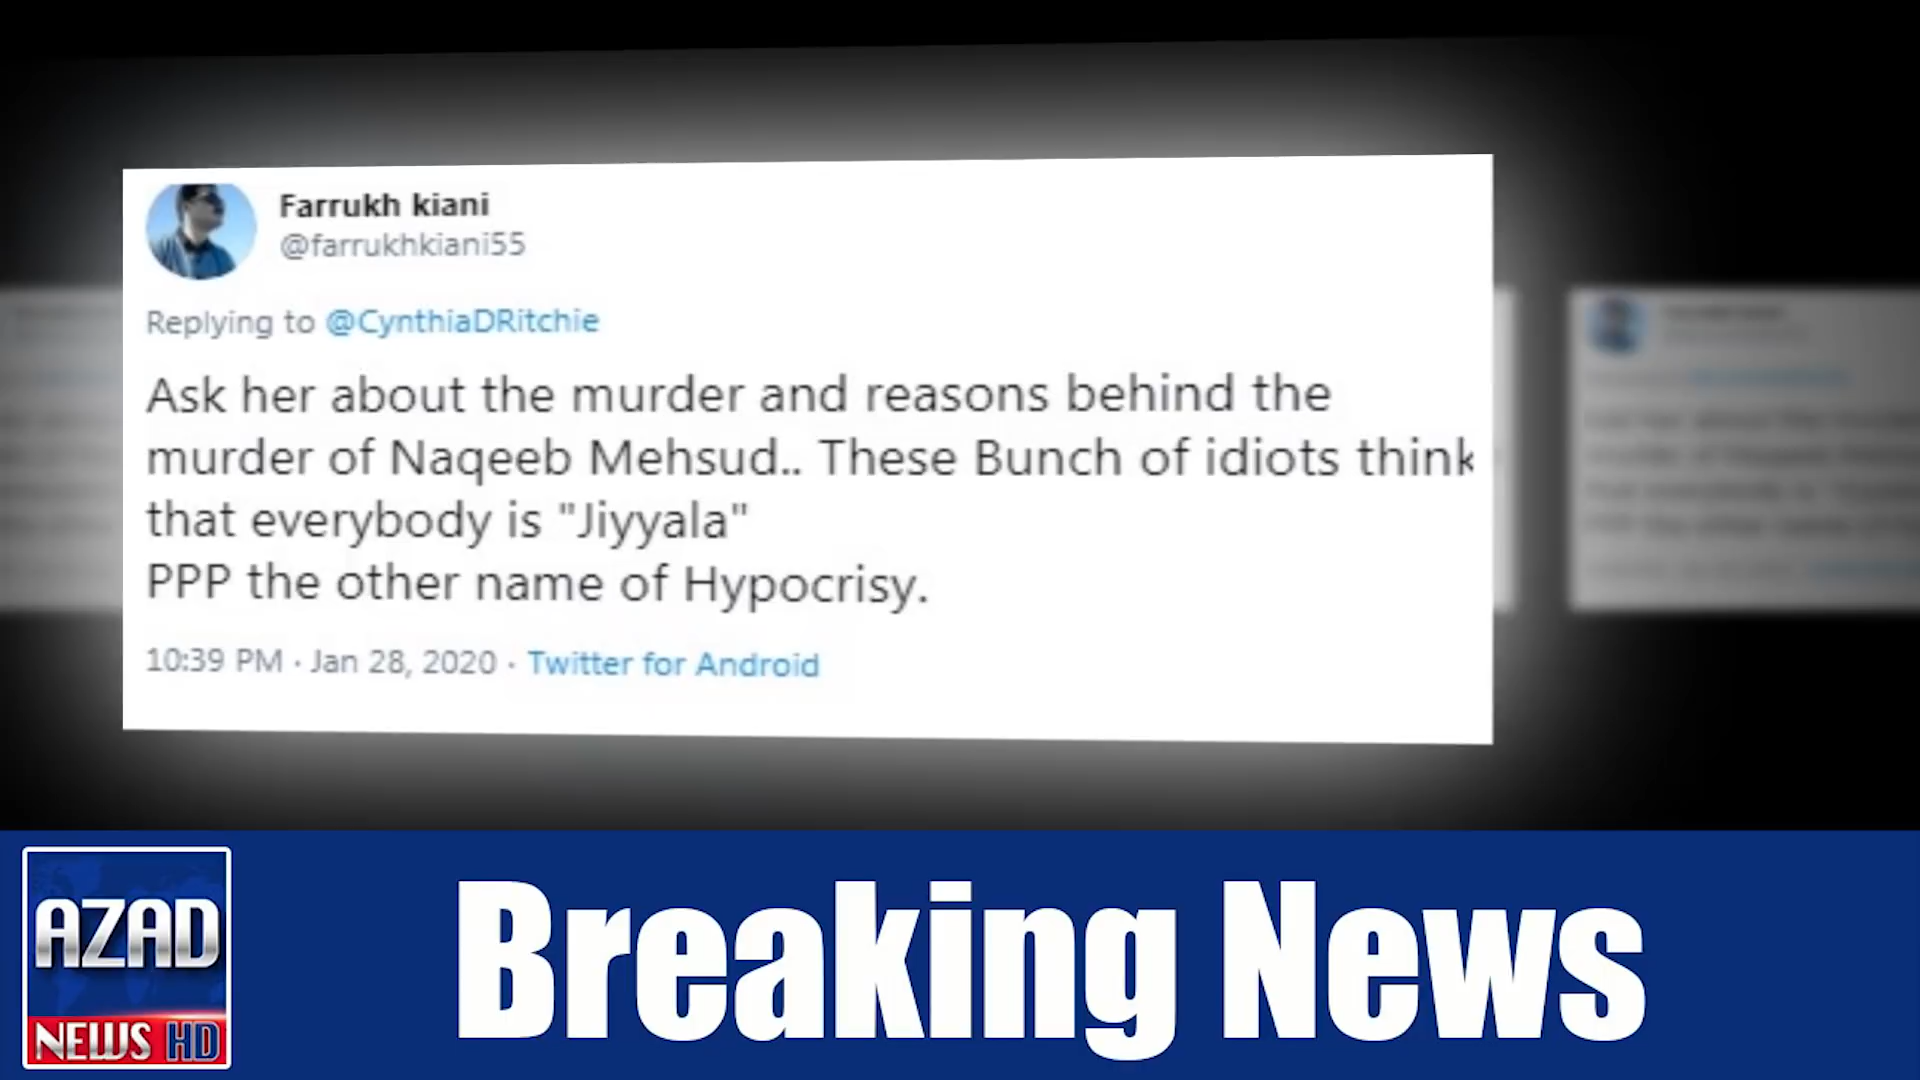 Farrukh kiani
@farrukhkiani55
Replying to @CynthiaDRitchie
Ask her about the murder and reasons behind the
murder of Naqeeb Mehsud.. These Bunch of idiots think
that everybody is "Jiyyala"
PPP the other name of Hypocrisy.
10:39 PM · Jan 28, 2020 · Twitter for Android
AZAD
NEWS HD
Breaking News